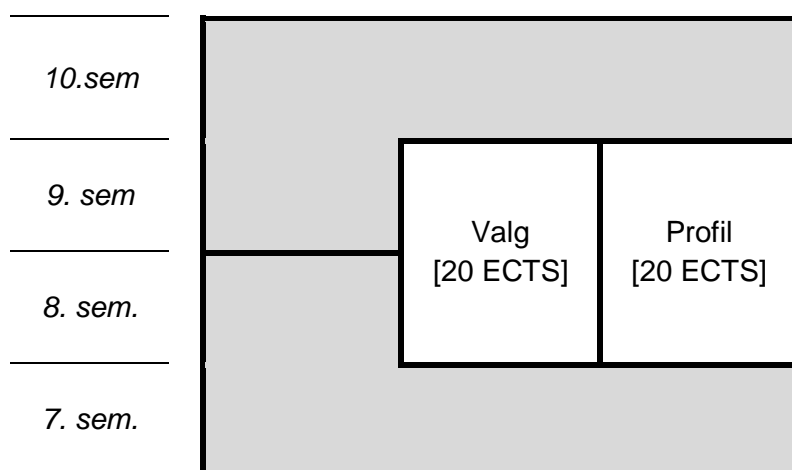 10.sem
9. sem
8. sem.
7. sem.
Valg
[20 ECTS]
Profil
[20 ECTS]